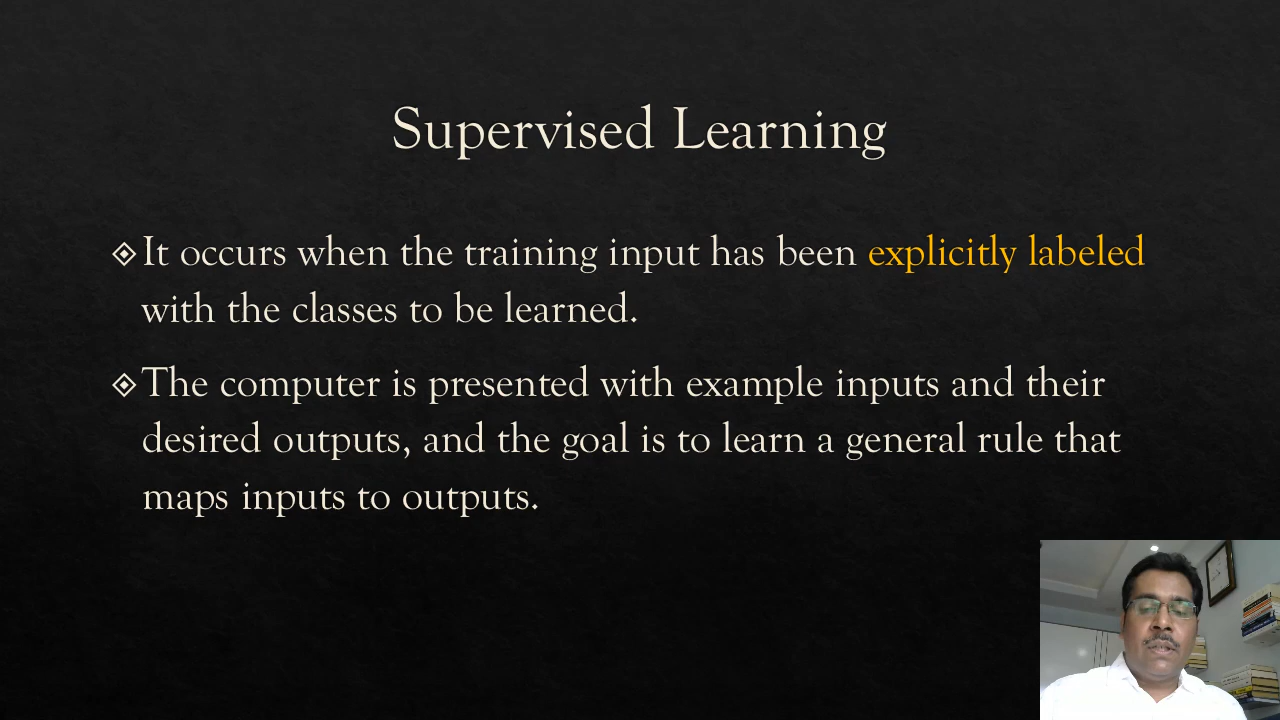 Supervised Learning
It occurs when the training input has been explicitly labeled
with the classes to be learned.
The computer is presented with example inputs and their
desired outputs, and the goal is to learn a general rule that
maps inputs to outputs.